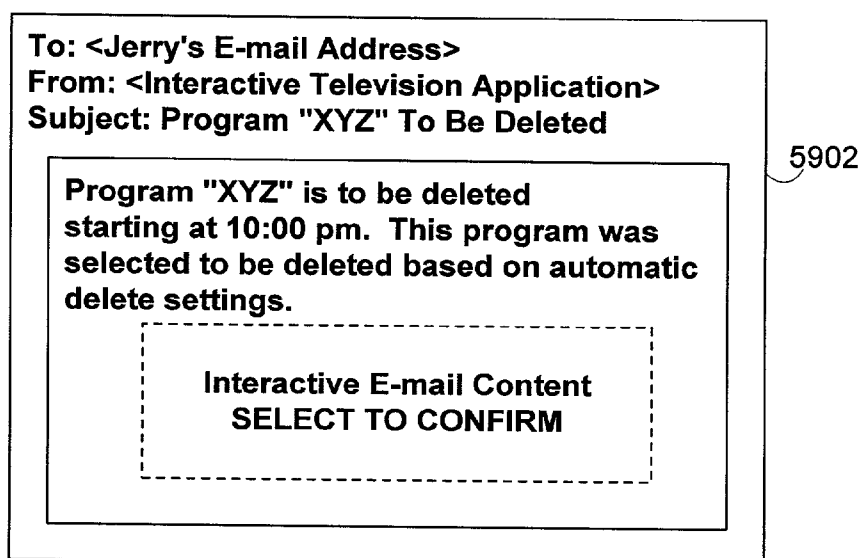 To: <Jerry's E-mail Address>
From: <Interactive Television Application>
Subject: Program "XYZ" To Be Deleted
5902
Program "XYZ" is to be deleted
starting at 10:00 pm.  This program was
selected to be deleted based on automatic
delete settings.
Interactive E-mail Content
SELECT TO CONFIRM